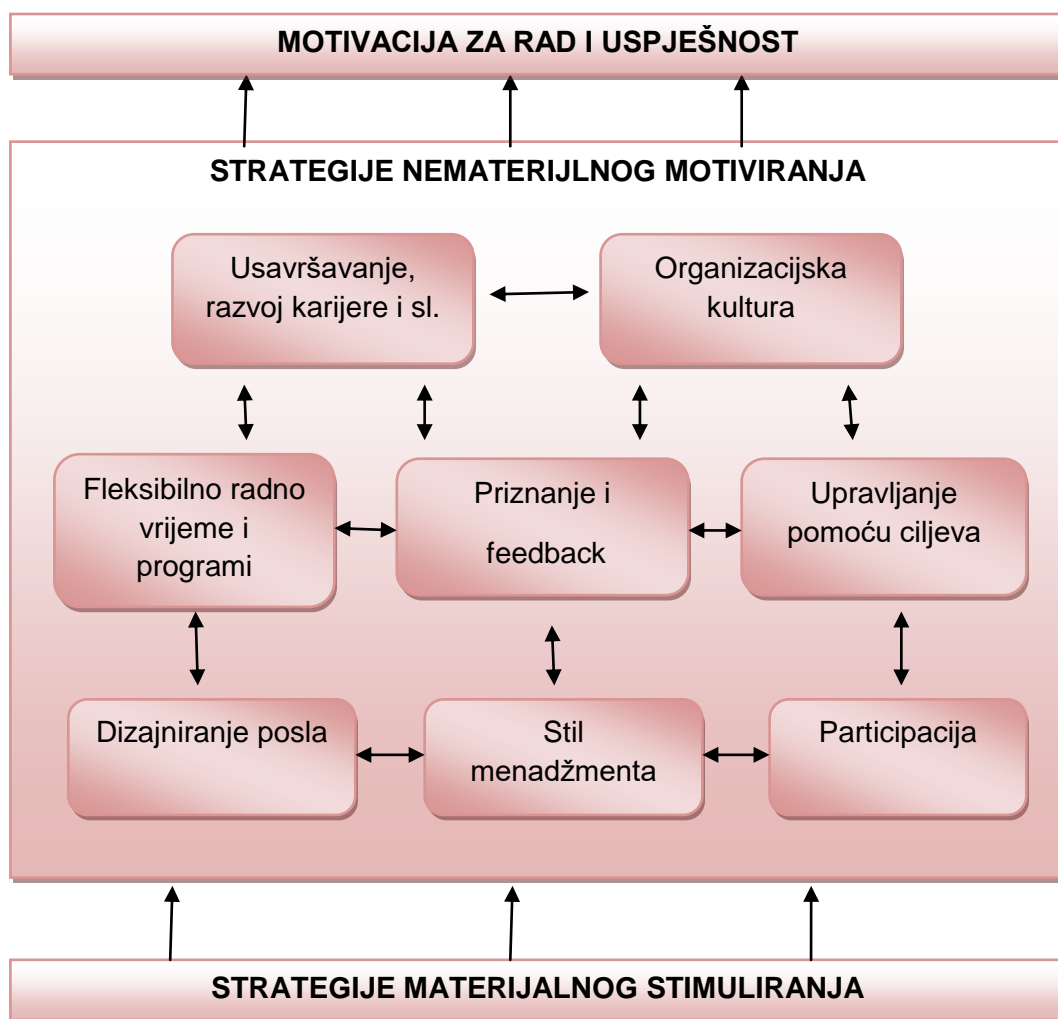 MOTIVACIJA ZA RAD I USPJEŠNOST
STRATEGIJE NEMATERIJLNOG MOTIVIRANJA
Usavršavanje,
razvoj karijere i sl.
Organizacijska
kultura
Fleksibilno radno
vrijeme i
programi
Priznanje i
feedback
Upravljanje
pomoću ciljeva
Dizajniranje posla
Stil
menadžmenta
Participacija
STRATEGIJE MATERIJALNOG STIMULIRANJA